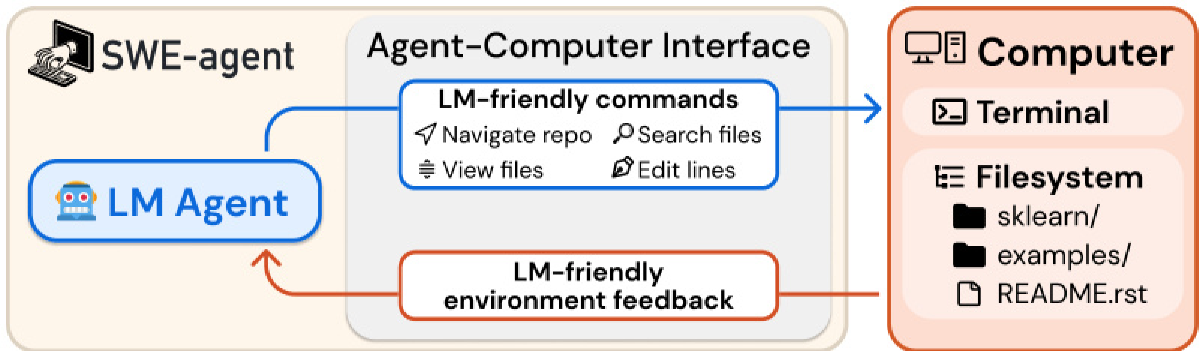 SWE-agent
Agent-Computer Interface
LM-friendly commands
Navigate repo
Search files
View files
Edit lines
LM Agent
LM-friendly
environment feedback
Computer
Terminal
Filesystem
sklearn/
examples/
README.rst